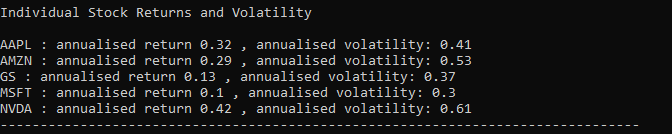 Individual Stock Returns and Volatility
AAPL : annualised return 0.32 , annualised volatility: 0.41
AMZN : annualised return 0.29 , annualised volatility: 0.53
GS : annualised return 0.13 , annualised volatility: 0.37
MSFT : annualised return 0.1 , annualised volatility: 0.3
NVDA : annualised return 0.42 , annualised volatility: 0.61
--------------------------------------------------------------------------------